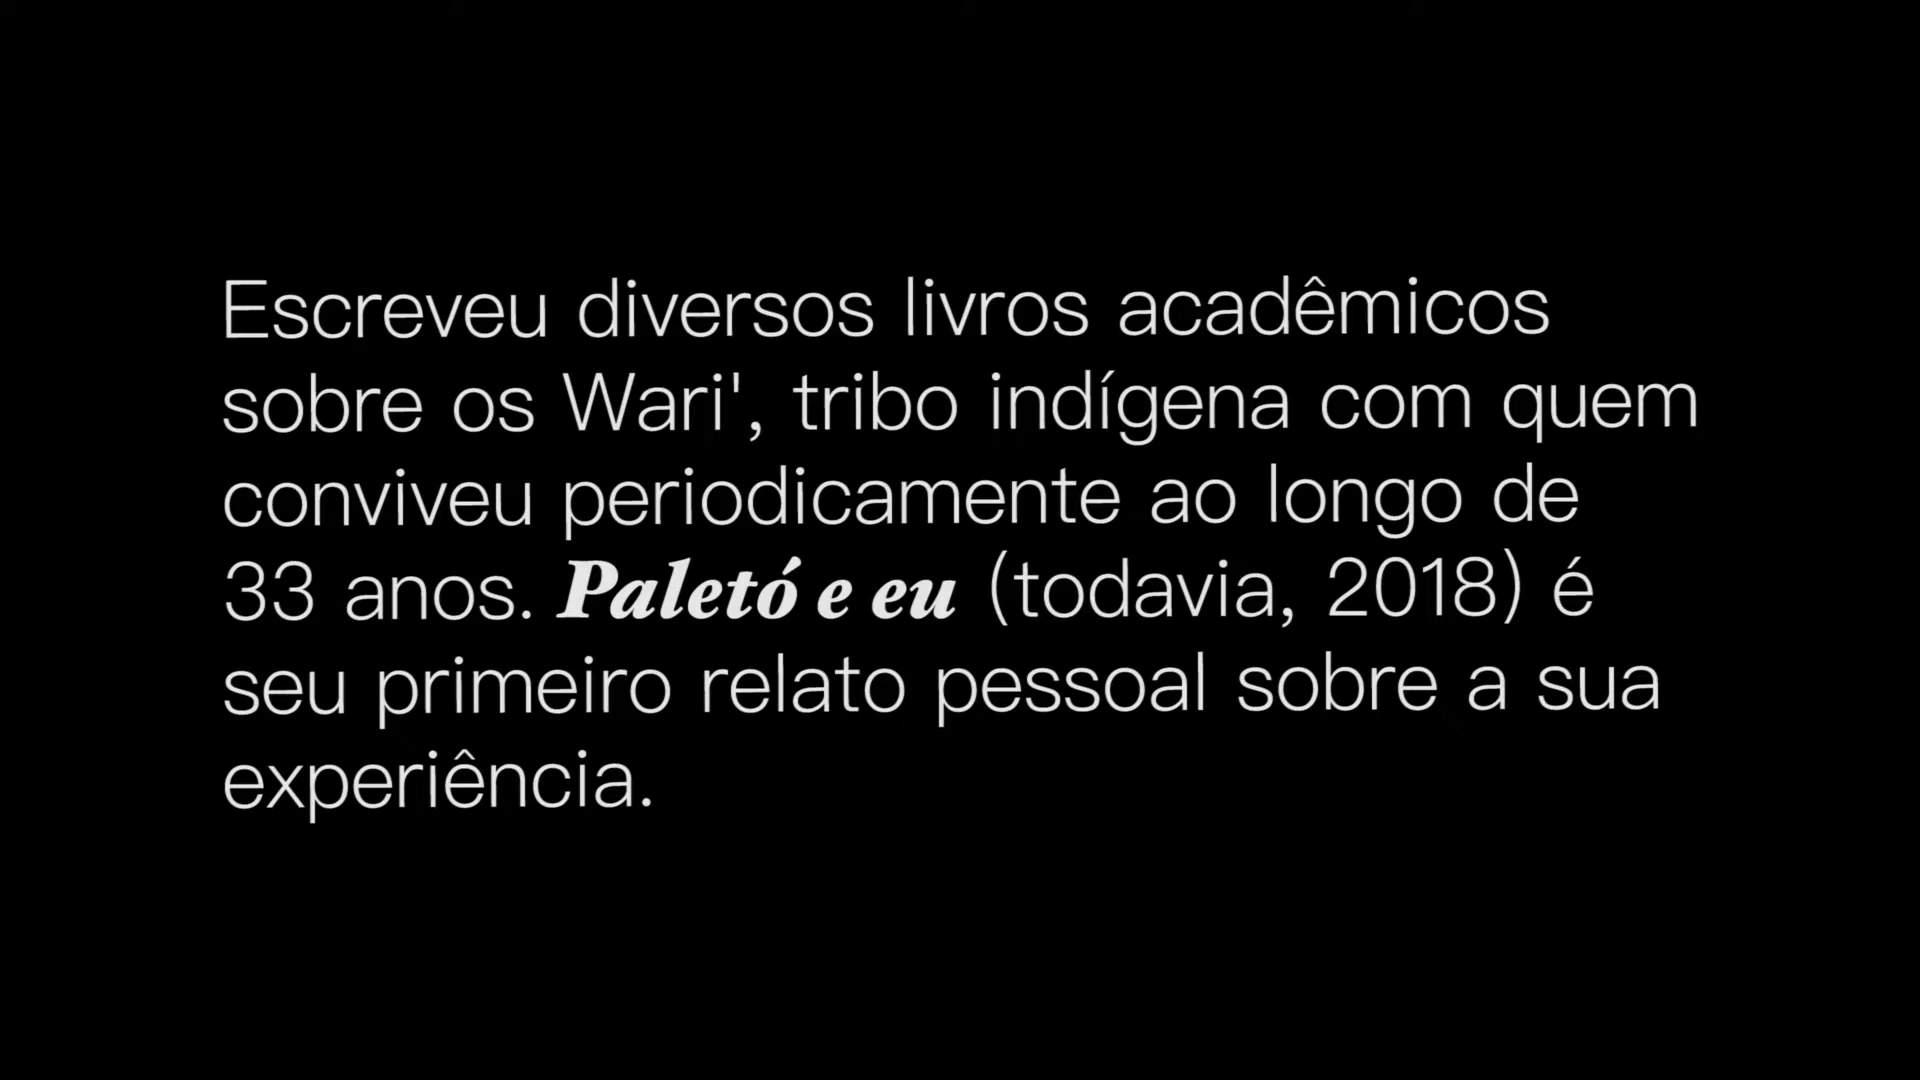 Escreveu diversos livros acadêmicos
sobre os Wari', tribo indígena com quem
conviveu periodicamente ao longo de
33 anos. Paletó e eu (todavia, 2018) é
seu primeiro relato pessoal sobre a sua
experiência.